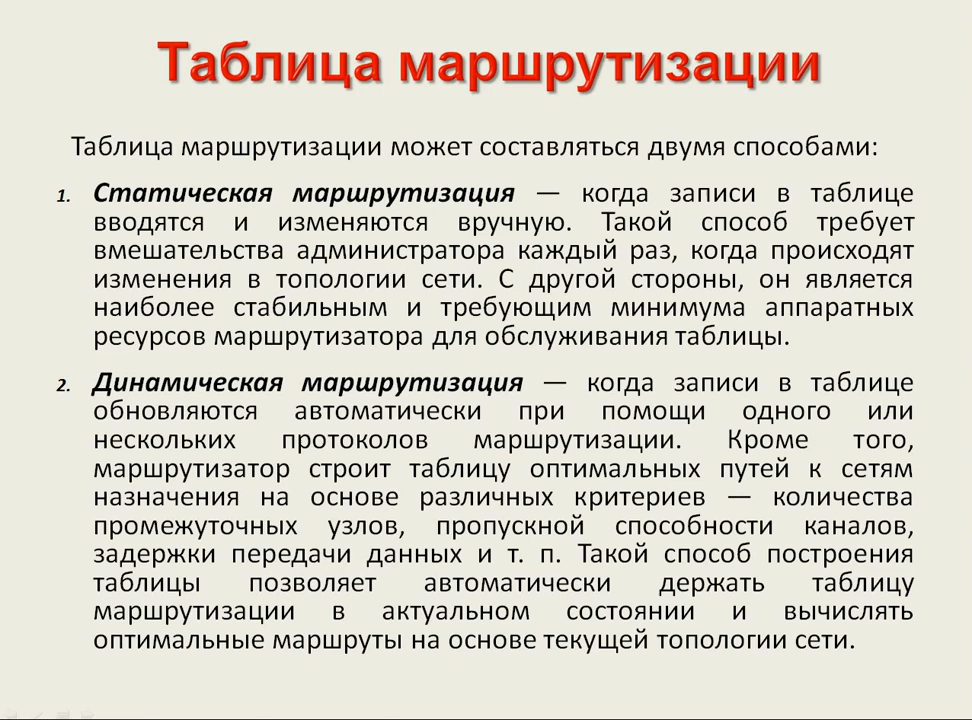 Таблица маршрутизации
Таблица маршрутизации может составляться двумя способами:
1. Статическая маршрутизация — когда записи в таблице
вводятся и изменяются вручную. Такой способ требует
вмешательства администратора каждый раз, когда происходят
изменения в топологии сети. С другой стороны, он является
наиболее стабильным и требующим минимума аппаратных
ресурсов маршрутизатора для обслуживания таблицы.
2. Динамическая маршрутизация — когда записи в таблице
обновляются автоматически при помощи одного или
нескольких протоколов маршрутизации. Кроме того,
маршрутизатор строит таблицу оптимальных путей к сетям
назначения на основе различных критериев — количества
промежуточных узлов, пропускной способности каналов,
задержки передачи данных и т. п. Такой способ построения
таблицы позволяет автоматически держать таблицу
маршрутизации в актуальном состоянии и вычислять
оптимальные маршруты на основе текущей топологии сети.